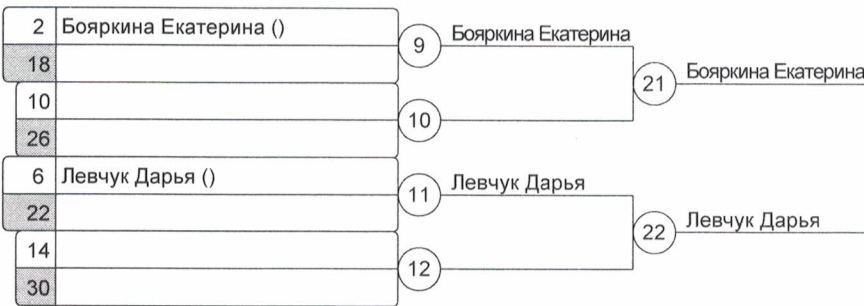 2 Бояркина Екатерина ()
18
10
26
6 Левчук Дарья ()
22
14
30
9 Бояркина Екатерина
10
11 Левчук Дарья
12
21 Бояркина Екатерина
22 Левчук Дарья